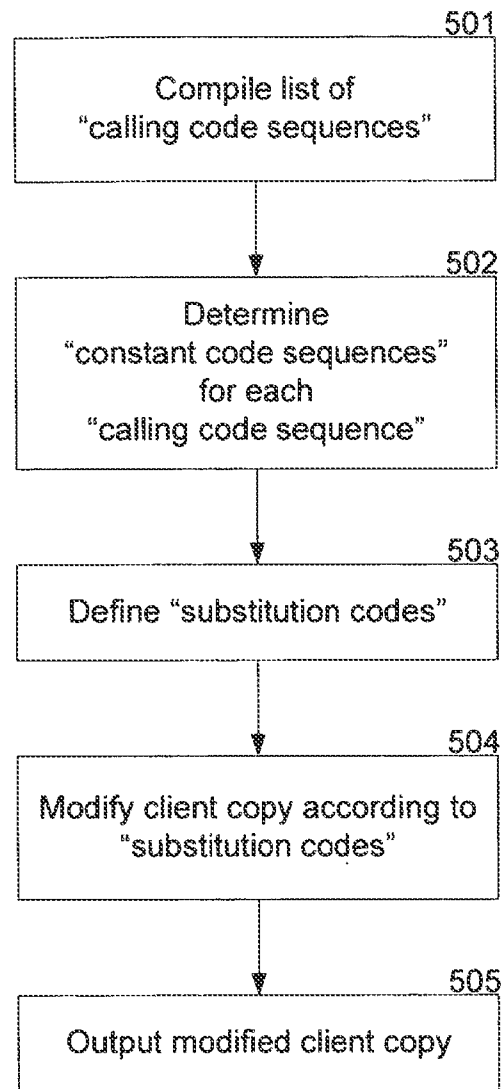 501
Compile list of
“calling code sequences”
502
Determine
“constant code sequences”
for each
“calling code sequence”
503
Define “substitution codes”
504
Modify client copy according to
“substitution codes”
505
Output modified client copy